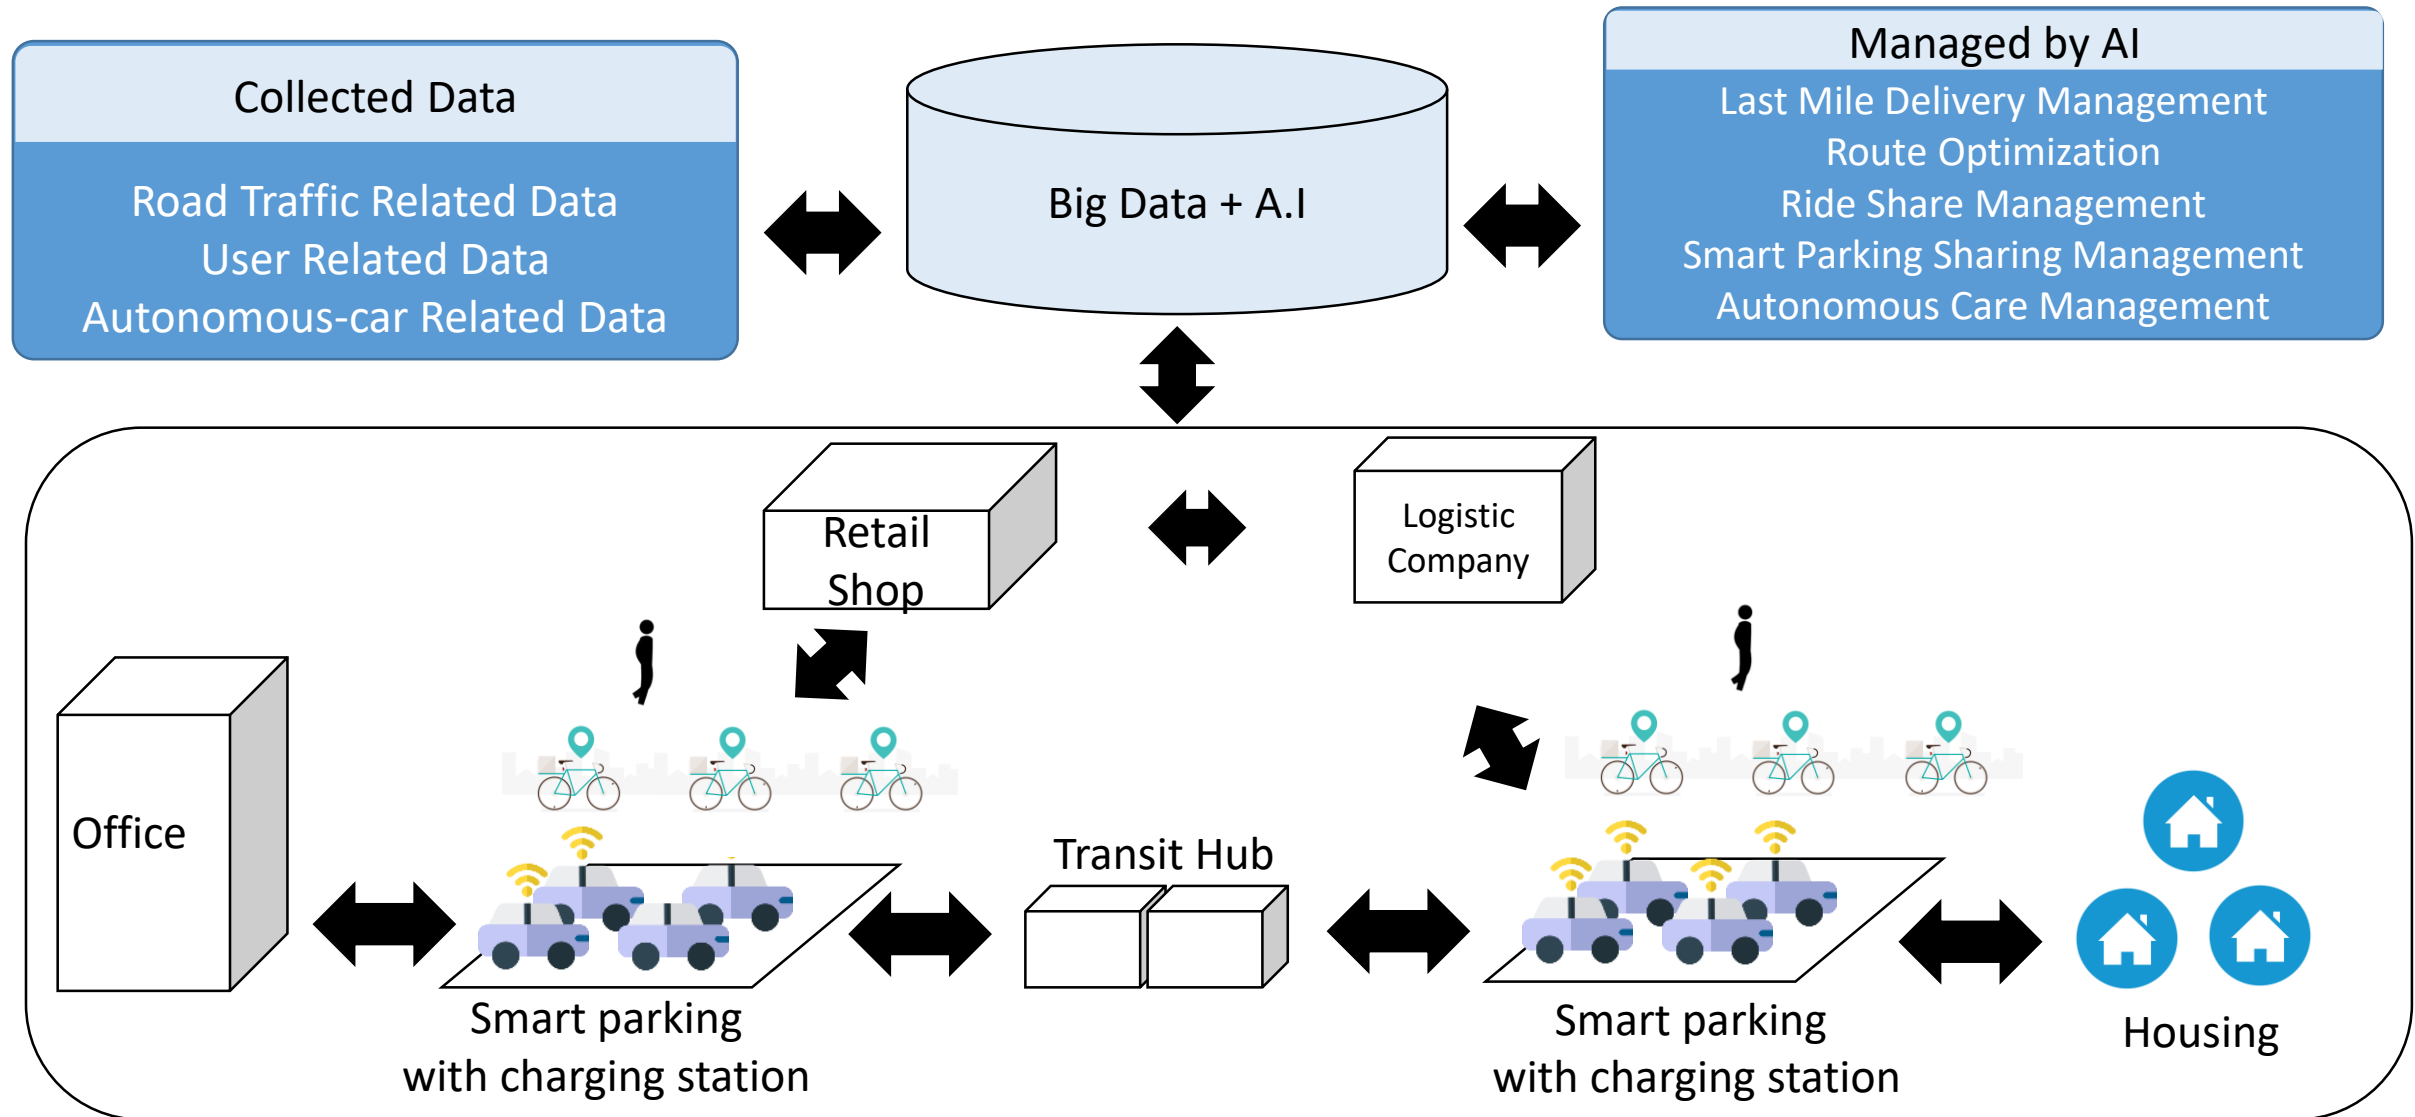 Collected Data
Road Traffic Related Data
User Related Data
Autonomous-car Related Data
Big Data + A.I
Managed by AI
Last Mile Delivery Management
Route Optimization
Ride Share Management
Smart Parking Sharing Management
Autonomous Care Management
Retail
Shop
Logistic
Company
Office
Transit Hub
Smart parking
with charging station
Smart parking
with charging station
Housing